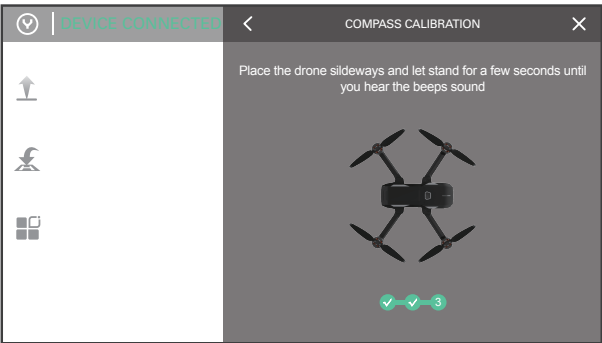 DEVICE CONNECTED
COMPASS CALIBRATION
Place the drone sildeways and let stand for a few seconds until
you hear the beeps sound
3